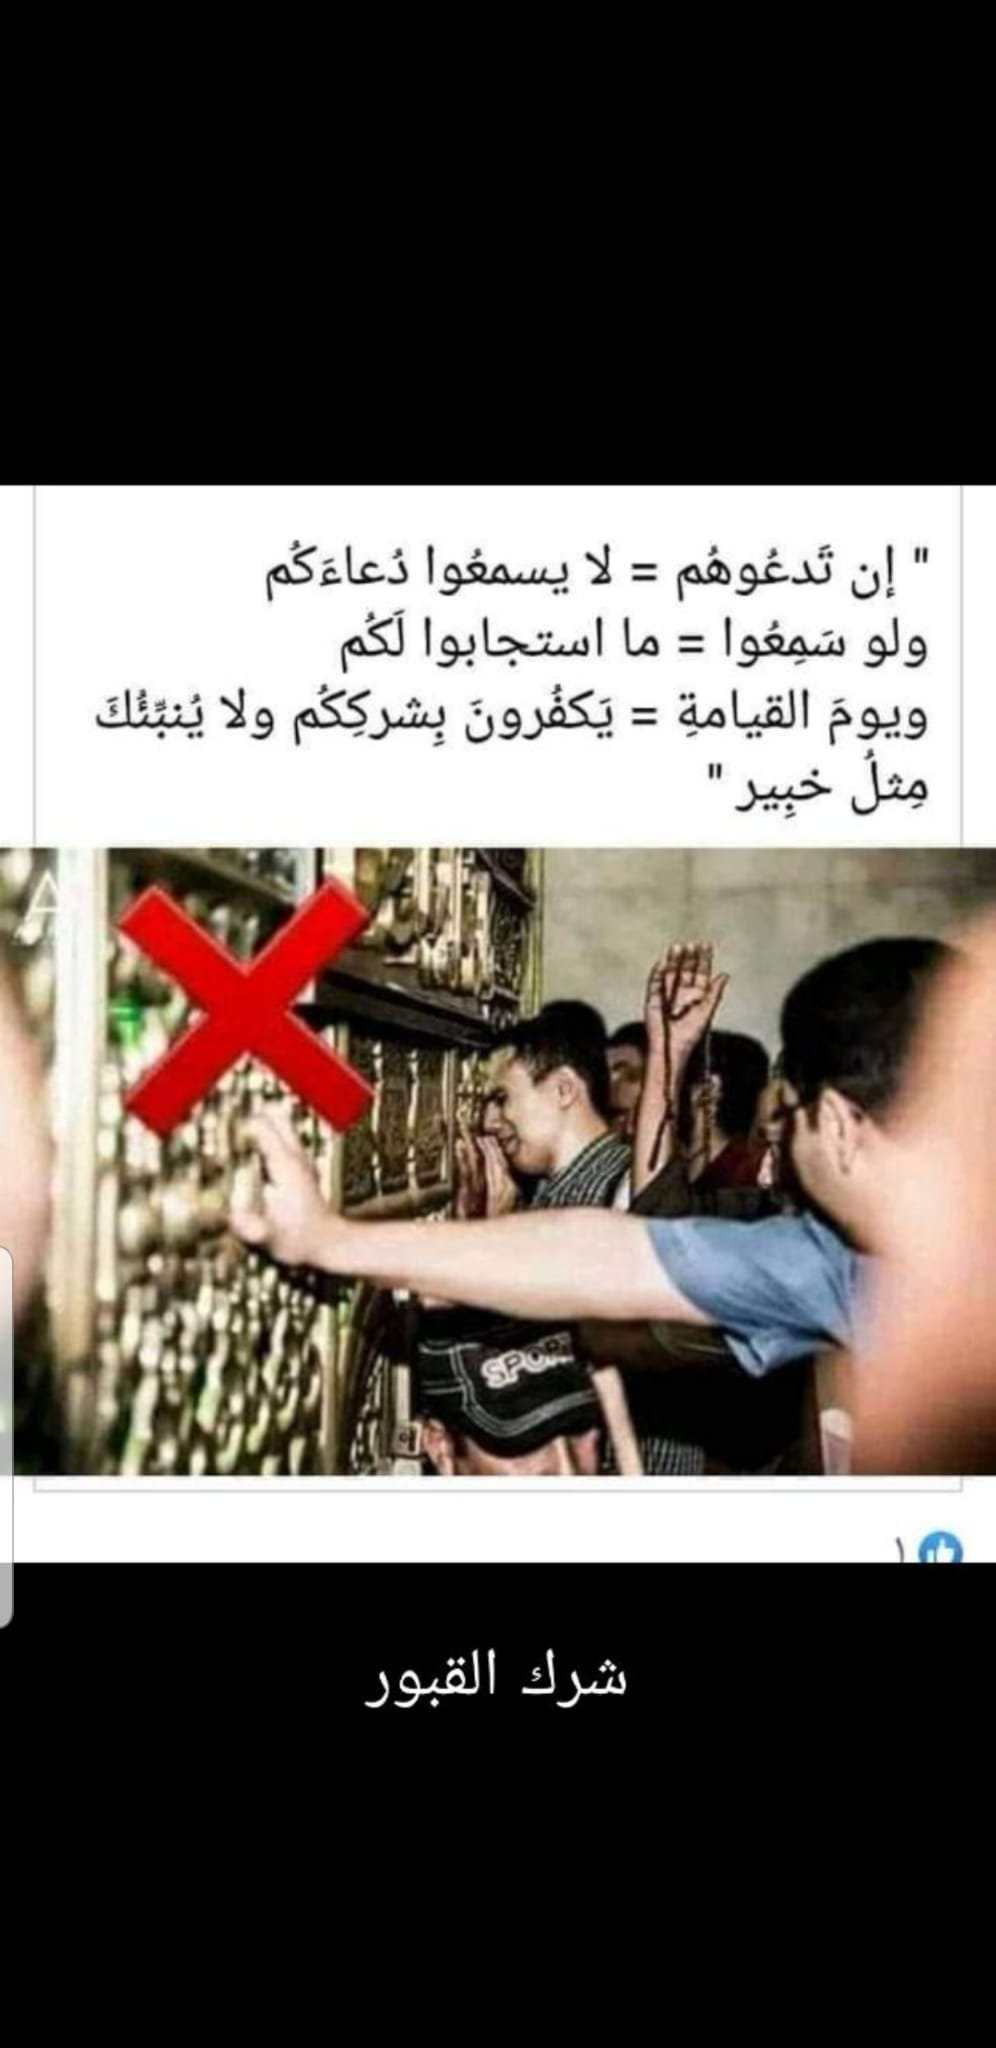 " إن تَدعُوهُم = لا يسمعُوا دُعاءَكُم
ولو سَمِعُوا = ما استجابوا لَكُم
ويومَ القيامةِ = يَكفُرونَ بِشركِكُم ولا يُنبِّئُكَ
مِثلُ خبِير "
SPORT
١
شرك القبور